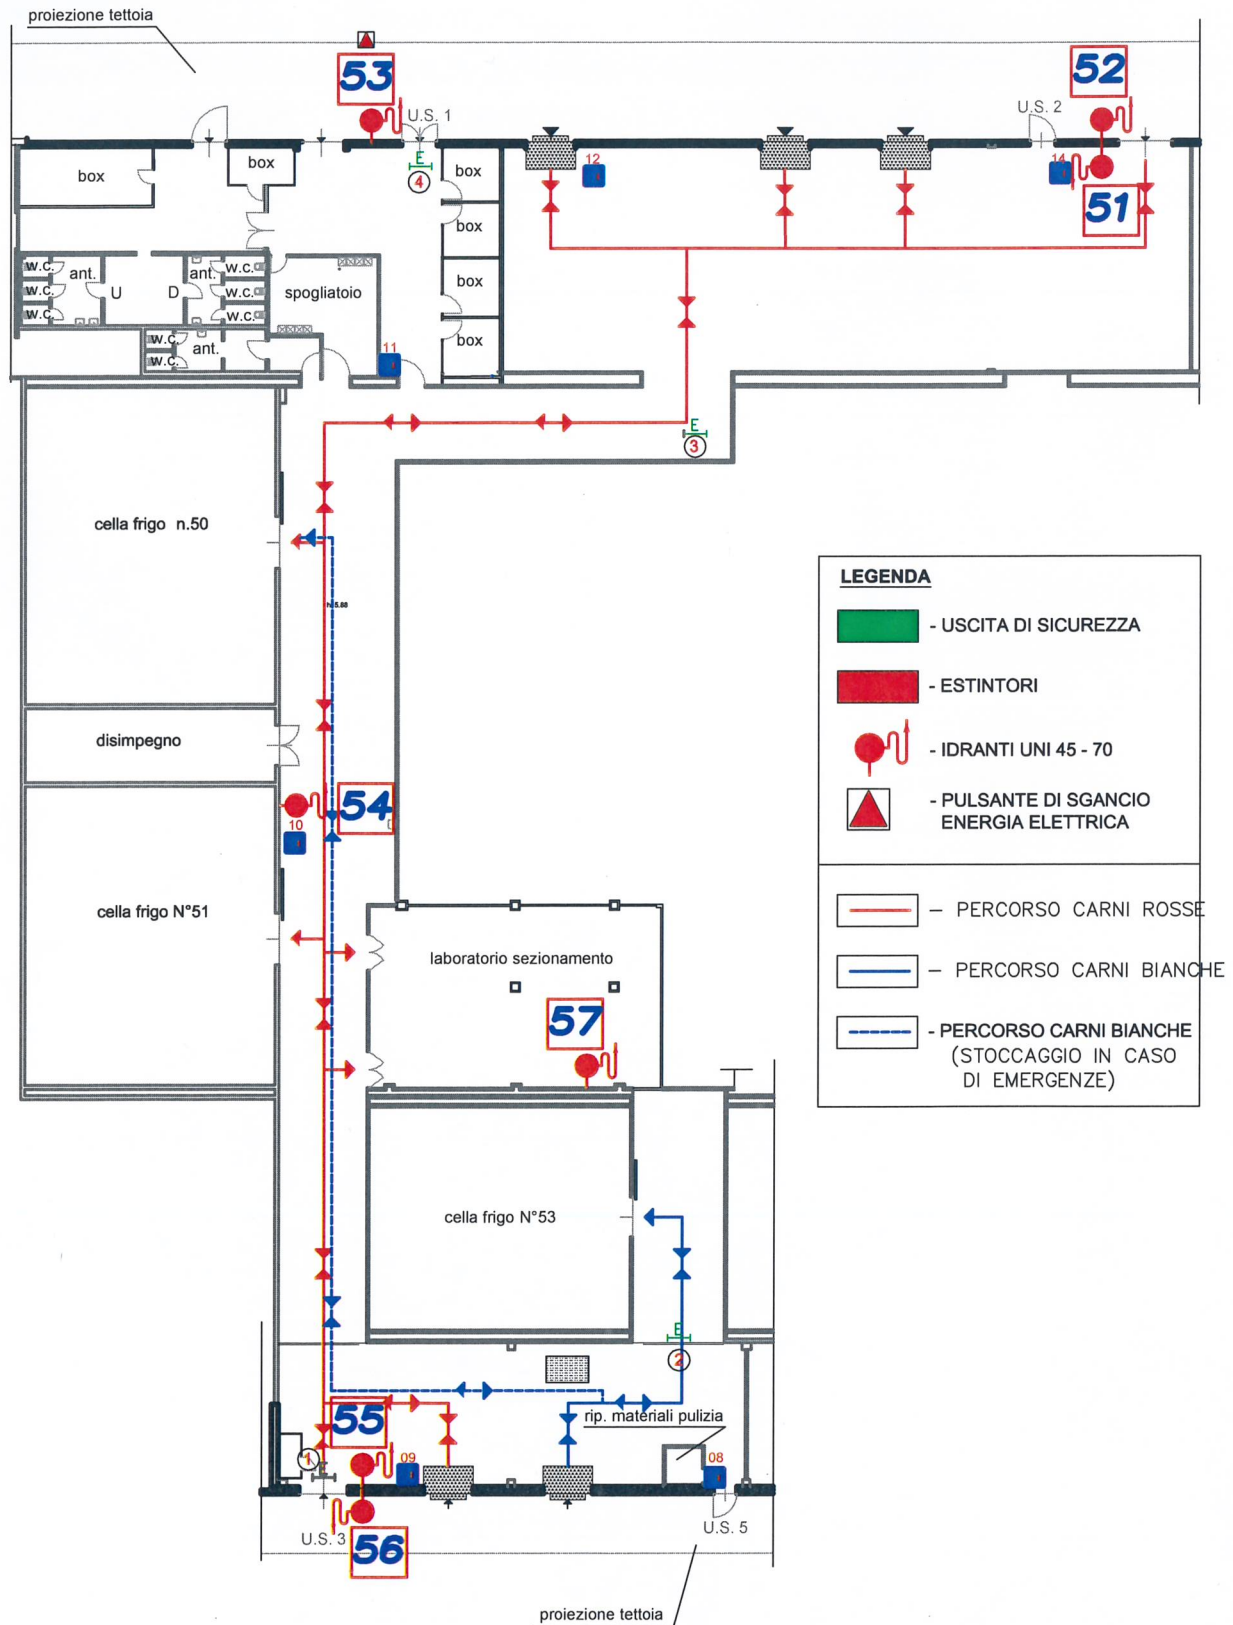 proiezione tettoia
53
52
U.S. 1
U.S. 2
E
4
12
14
51
box
box
box
box
box
box
w.c.
w.c.
w.c.
ant.
U
D
ant.
w.c.
w.c.
w.c.
w.c.
w.c.
ant.
spogliatoio
11
E
3
cella frigo n.50
disimpegno
54
10
cella frigo N°51
laboratorio sezionamento
57
cella frigo N°53
E
2
55
rip. materiali pulizia
1
09
08
U.S. 3
56
U.S. 5
proiezione tettoia
LEGENDA
- USCITA DI SICUREZZA
- ESTINTORI
- IDRANTI UNI 45 - 70
- PULSANTE DI SGANCIO
ENERGIA ELETTRICA
- PERCORSO CARNI ROSSE
- PERCORSO CARNI BIANCHE
- PERCORSO CARNI BIANCHE
(STOCCAGGIO IN CASO
DI EMERGENZE)